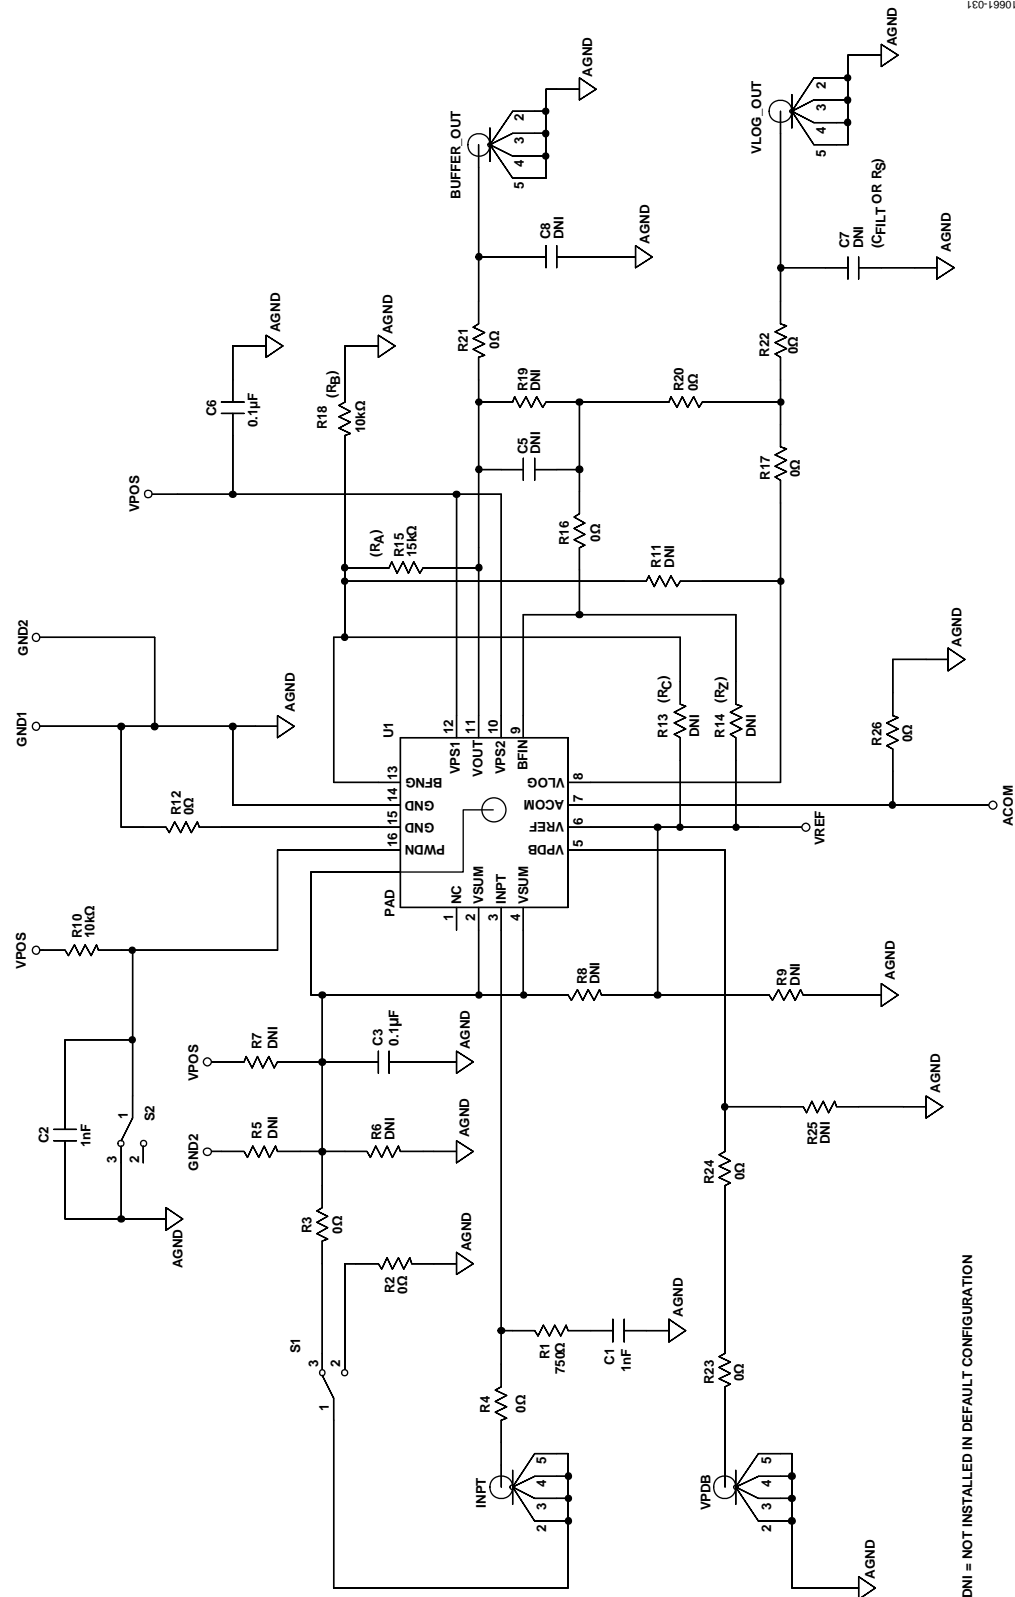 10661-031
INPT
2
3
4
5
VPDB
2
3
4
5
AGND
S1
1
3
2
R4
0Ω
R1
750Ω
C1
1nF
AGND
R23
0Ω
R2
0Ω
AGND
R3
0Ω
R24
0Ω
AGND
C2
1nF
3
2
1
S2
GND2
R5
DNI
R6
DNI
AGND
R25
DNI
AGND
VPOS
R7
DNI
C3
0.1µF
AGND
VPOS
R10
10kΩ
R8
DNI
R9
DNI
AGND
PAD
U1
1
NC
2
VSUM
3
INPT
4
VSUM
16
PWDN
15
GND
14
GND
13
BFNG
5
VPDB
6
VREF
7
ACOM
8
VLOG
VPS1
12
VOUT
11
VPS2
10
BFIN
9
R12
0Ω
GND1
GND2
AGND
R13 (RC)
DNI
R14 (RZ)
DNI
VREF
R26
0Ω
ACOM
AGND
(RA)
R15
15kΩ
R11
DNI
R16
0Ω
VPOS
C6
0.1µF
AGND
R18 (RB)
10kΩ
AGND
C5
DNI
R19
DNI
R20
0Ω
R17
0Ω
R21
0Ω
R22
0Ω
C8
DNI
AGND
C7
DNI
(CFILT OR RS)
AGND
BUFFER_OUT
5
4
3
2
AGND
VLOG_OUT
5
4
3
2
AGND
DNI = NOT INSTALLED IN DEFAULT CONFIGURATION